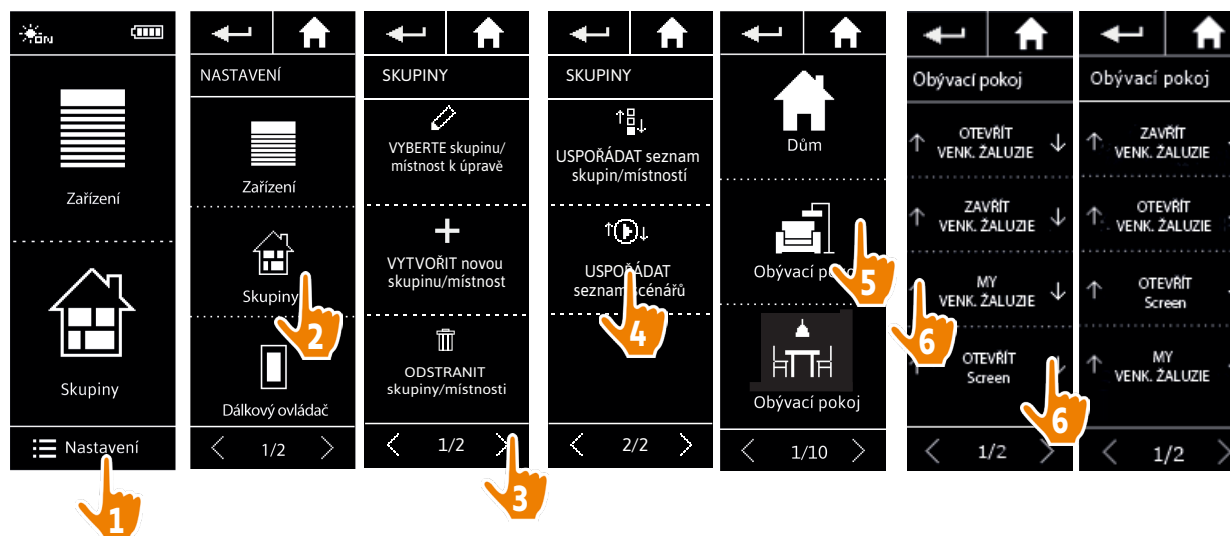 ON
Zařízení
Skupiny
Nastavení
1
NASTAVENÍ
Zařízení
Skupiny
2
Dálkový ovládač
1/2
SKUPINY
VYBERTE skupinu/
místnost k úpravě
VYTVOŘIT novou
skupinu/místnost
ODSTRANIT
skupiny/místnosti
1/2
3
SKUPINY
USPOŘÁDAT seznam
skupin/místností
USPOŘÁDAT
seznam scénářů
4
2/2
Dům
Obývací pokoj
5
Obývací pokoj
1/10
Obývací pokoj
OTEVŘÍT
VENK. ŽALUZIE
ZAVŘÍT
VENK. ŽALUZIE
MY
VENK. ŽALUZIE
6
OTEVŘÍT
Screen
6
1/2
Obývací pokoj
ZAVŘÍT
VENK. ŽALUZIE
OTEVŘÍT
VENK. ŽALUZIE
OTEVŘÍT
Screen
MY
VENK. ŽALUZIE
1/2